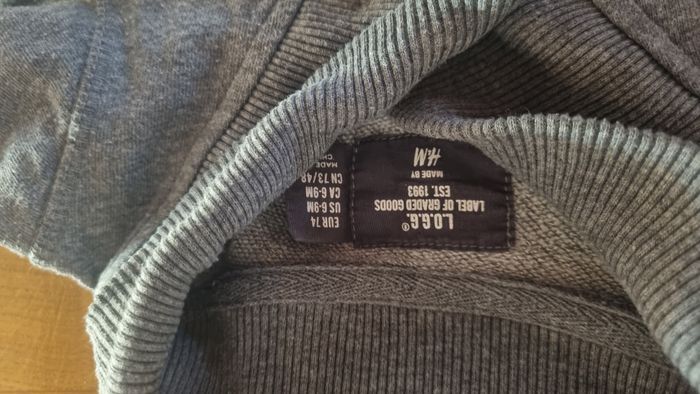 L.O.G.G.®
LABEL OF GRADED GOODS
EST. 1993
MADE BY
H&M
EUR 74
US 6-9M
CA 6-9M
CN 73/48
MADE